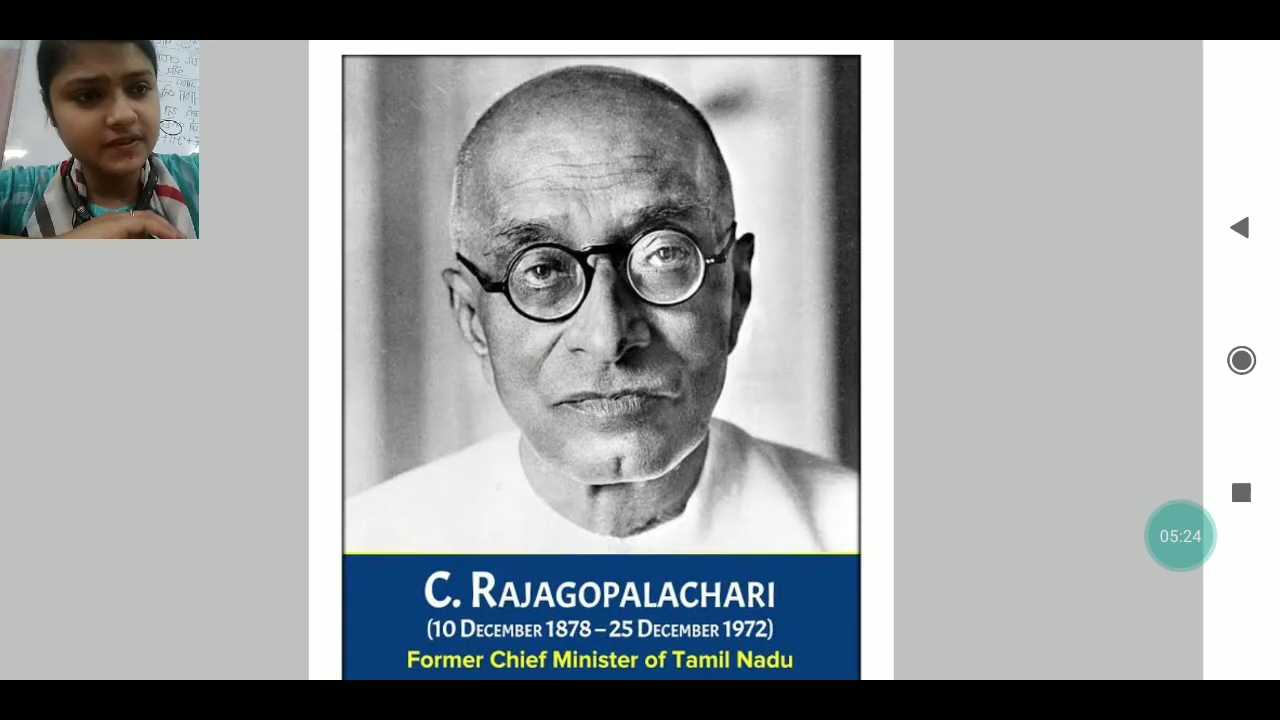 C. RAJAGOPALACHARI
(10 DECEMBER 1878 – 25 DECEMBER 1972)
Former Chief Minister of Tamil Nadu
05:24